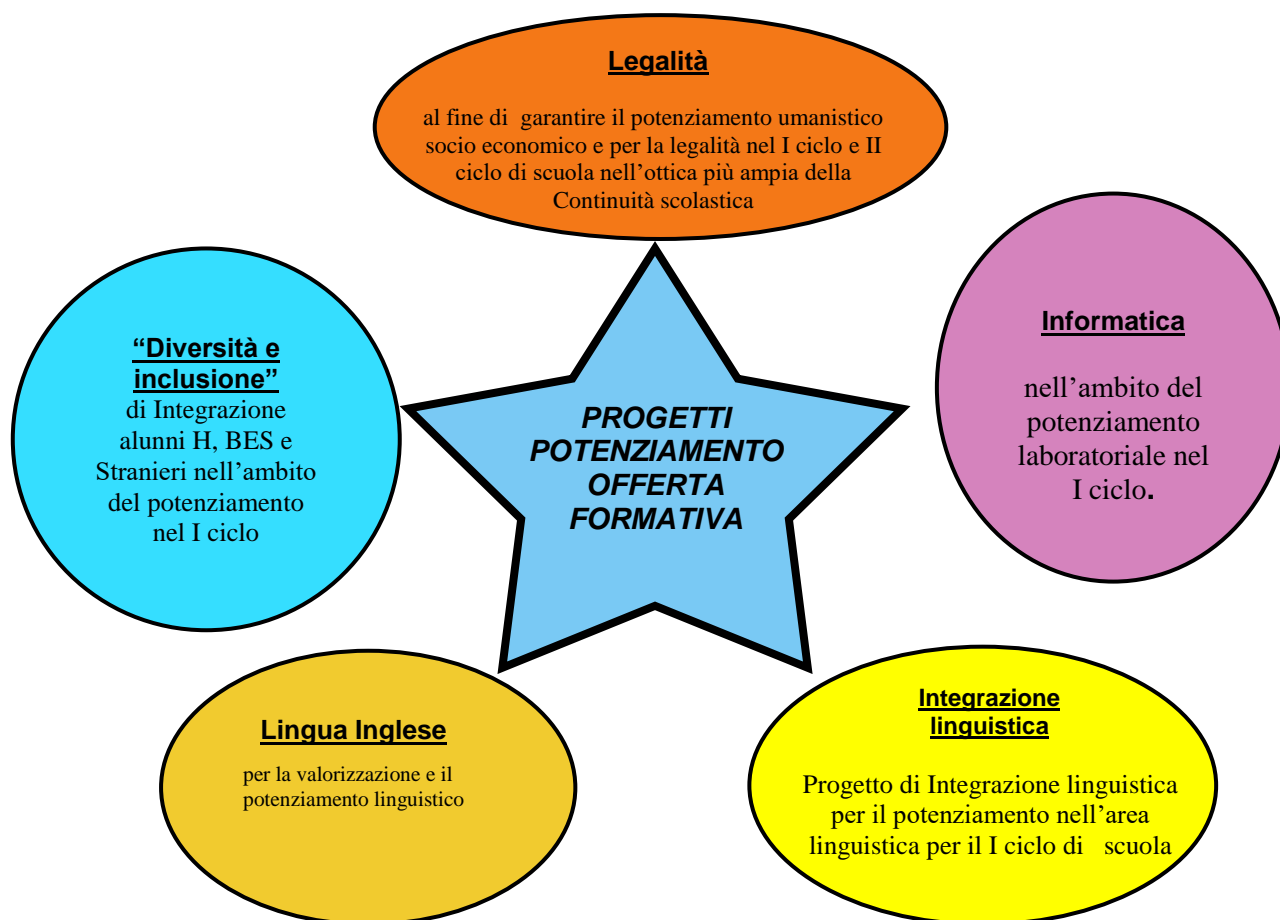 Legalità
al fine di garantire il potenziamento umanistico
socio economico e per la legalità nel I ciclo e II
ciclo di scuola nell’ottica più ampia della
Continuità scolastica
“Diversità e
inclusione”
di Integrazione
alunni H, BES e
Stranieri nell’ambito
del potenziamento
nel I ciclo
PROGETTI
POTENZIAMENTO
OFFERTA
FORMATIVA
Informatica
nell’ambito del
potenziamento
laboratoriale nel
I ciclo.
Lingua Inglese
per la valorizzazione e il
potenziamento linguistico
Integrazione
linguistica
Progetto di Integrazione linguistica
per il potenziamento nell’area
linguistica per il I ciclo di scuola